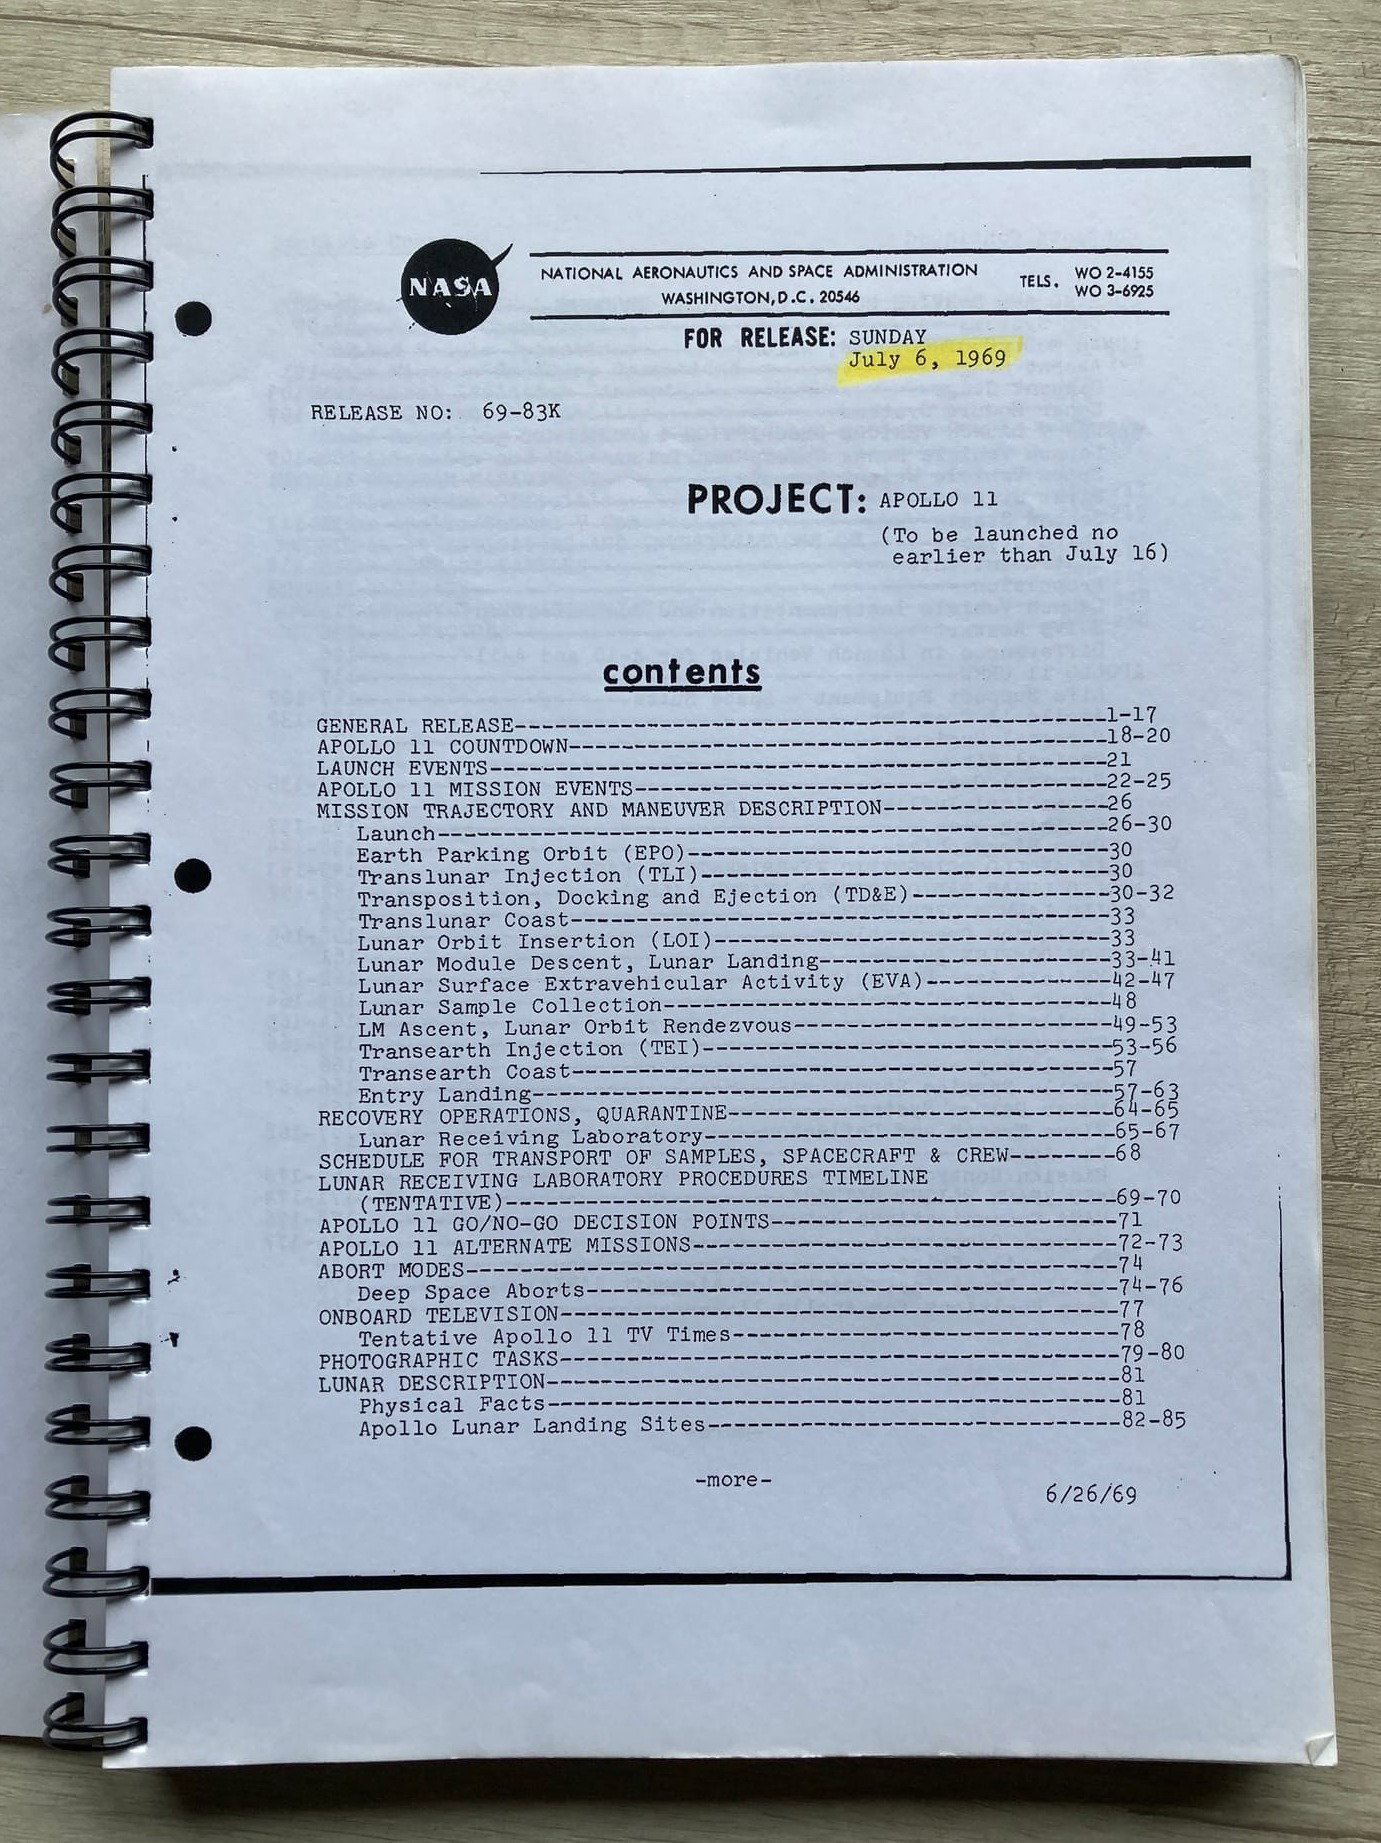 NASA
NATIONAL AERONAUTICS AND SPACE ADMINISTRATION
WASHINGTON, D.C. 20546
TELS. WO 2-4155
WO 3-6925
FOR RELEASE: SUNDAY
July 6, 1969
RELEASE NO: 69-83K
PROJECT: APOLLO 11
(To be launched no
earlier than July 16)
contents
GENERAL RELEASE----------------------------------------------1-17
APOLLO 11 COUNTDOWN------------------------------------------18-20
LAUNCH EVENTS------------------------------------------------21
APOLLO 11 MISSION EVENTS-------------------------------------22-25
MISSION TRAJECTORY AND MANEUVER DESCRIPTION------------------26
Launch---------------------------------------------------26-30
Earth Parking Orbit (EPO)--------------------------------30
Translunar Injection (TLI)-------------------------------30
Transposition, Docking and Ejection (TD&E)---------------30-32
Translunar Coast-----------------------------------------33
Lunar Orbit Insertion (LOI)------------------------------33
Lunar Module Descent, Lunar Landing----------------------33-41
Lunar Surface Extravehicular Activity (EVA)--------------42-47
Lunar Sample Collection----------------------------------48
LM Ascent, Lunar Orbit Rendezvous------------------------49-53
Transearth Injection (TEI)-------------------------------53-56
Transearth Coast-----------------------------------------57
Entry Landing--------------------------------------------57-63
RECOVERY OPERATIONS, QUARANTINE------------------------------64-65
Lunar Receiving Laboratory-------------------------------65-67
SCHEDULE FOR TRANSPORT OF SAMPLES, SPACECRAFT & CREW--------68
LUNAR RECEIVING LABORATORY PROCEDURES TIMELINE
(TENTATIVE)----------------------------------------------69-70
APOLLO 11 GO/NO-GO DECISION POINTS---------------------------71
APOLLO 11 ALTERNATE MISSIONS---------------------------------72-73
ABORT MODES--------------------------------------------------74
Deep Space Aborts----------------------------------------74-76
ONBOARD TELEVISION-------------------------------------------77
Tentative Apollo 11 TV Times-----------------------------78
PHOTOGRAPHIC TASKS-------------------------------------------79-80
LUNAR DESCRIPTION--------------------------------------------81
Physical Facts-------------------------------------------81
Apollo Lunar Landing Sites-------------------------------82-85
-more-
6/26/69